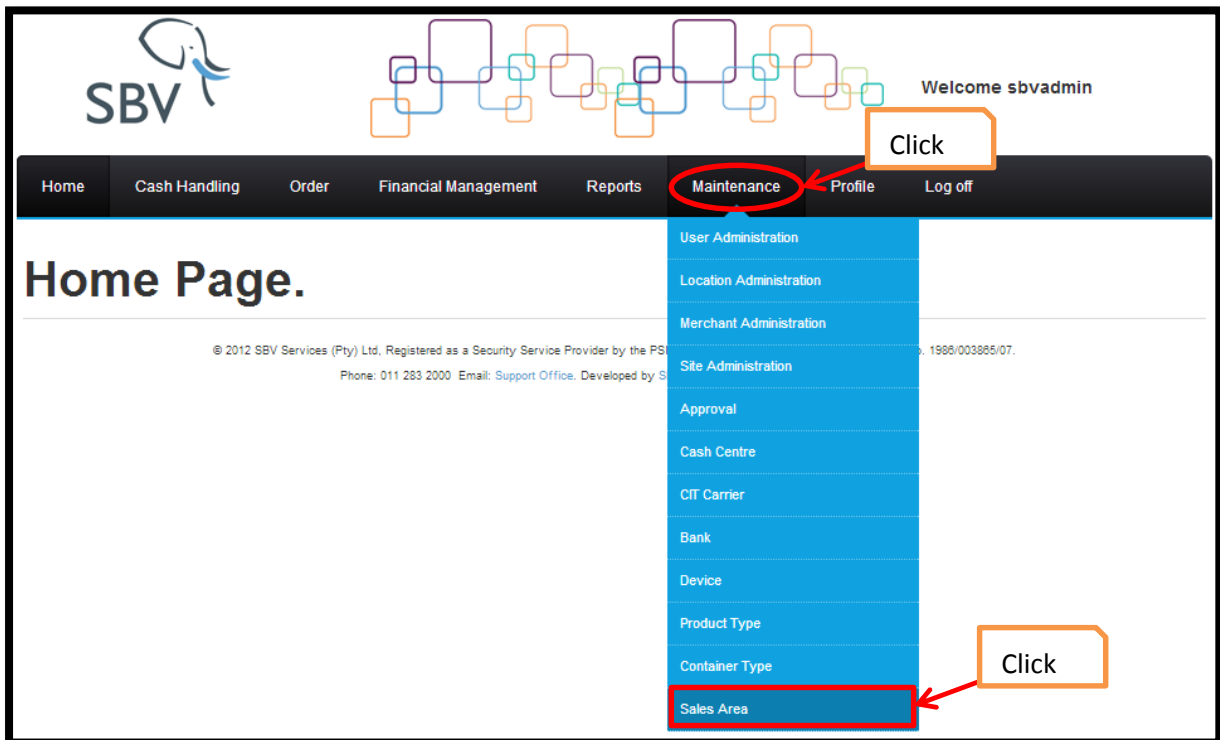 SBV
Welcome sbvadmin
Click
Home Cash Handling Order Financial Management Reports Maintenance Profile Log off
User Administration
Home Page.
Location Administration
Merchant Administration
© 2012 SBV Services (Pty) Ltd, Registered as a Security Service Provider by the . 1986/003865/07.
Site Administration
Phone: 011 283 2000 Email: Support Office. Developed by
Approval
Cash Centre
CIT Carrier
Bank
Device
Product Type
Container Type
Click
Sales Area